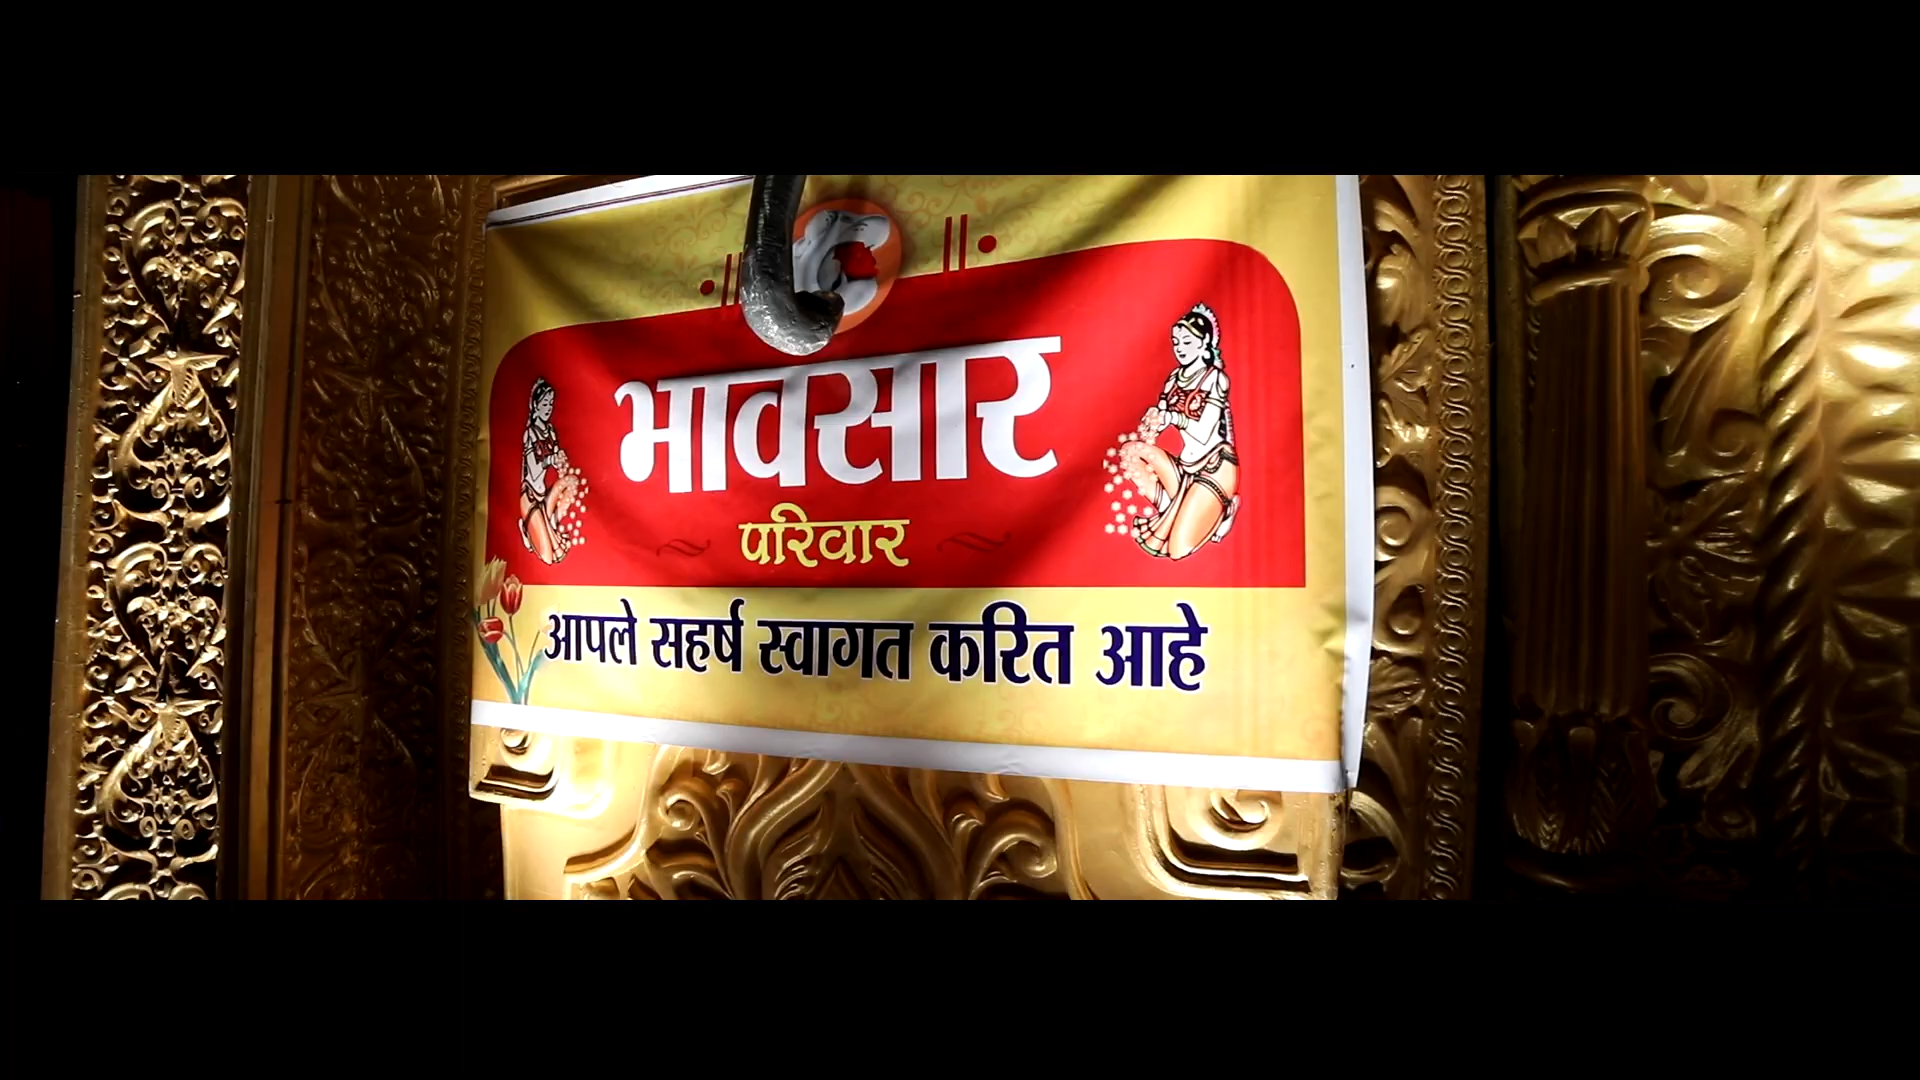 भावसार
परिवार
आपले सहर्ष स्वागत करित आहे